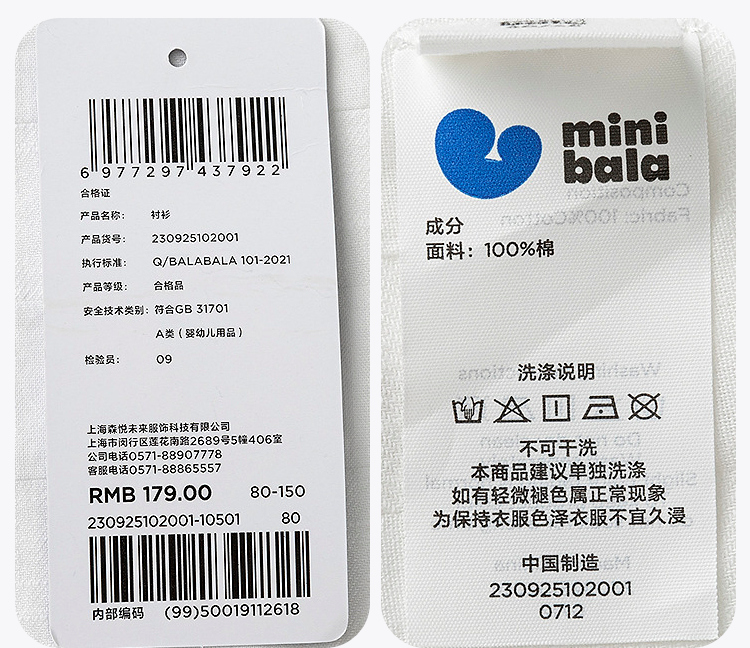 6 977297 437922
合格证
产品名称: 衬衫
产品货号: 230925102001
执行标准: Q/BALABALA 101-2021
产品等级: 合格品
安全技术类别: 符合GB 31701
A类(婴幼儿用品)
检验员: 09
上海森悦未来服饰科技有限公司
上海市闵行区莲花南路2689号5幢406室
公司电话0571-88907778
客服电话0571-88865557
RMB 179.00 80-150
230925102001-10501 80
内部编码 (99)50019112618
mini
bala
成分
面料: 100%棉
Composition
Fabric: 100%Cotton
洗涤说明
不可干洗
本商品建议单独洗涤
如有轻微褪色属正常现象
为保持衣服色泽衣服不宜久浸
中国制造
230925102001
0712